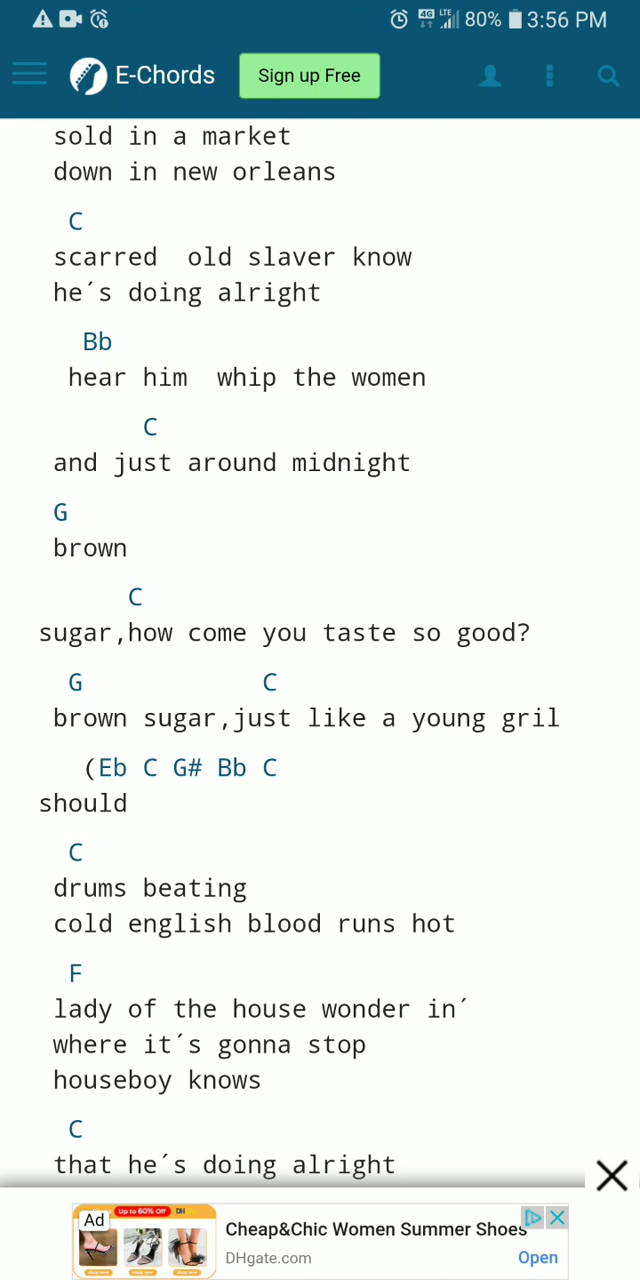 4G LTE 80% 3:56 PM
E-Chords Sign up Free
sold in a market
down in new orleans
C
scarred  old slaver know
he´s doing alright
Bb
hear him  whip the women
C
and just around midnight
G
brown
C
sugar,how come you taste so good?
G C
brown sugar,just like a young gril
(Eb C G# Bb C
should
C
drums beating
cold english blood runs hot
F
lady of the house wonder in´
where it´s gonna stop
houseboy knows
C
that he´s doing alright
Up to 60% Off DH
Ad
Cheap&Chic Women Summer Shoes
DHgate.com Open